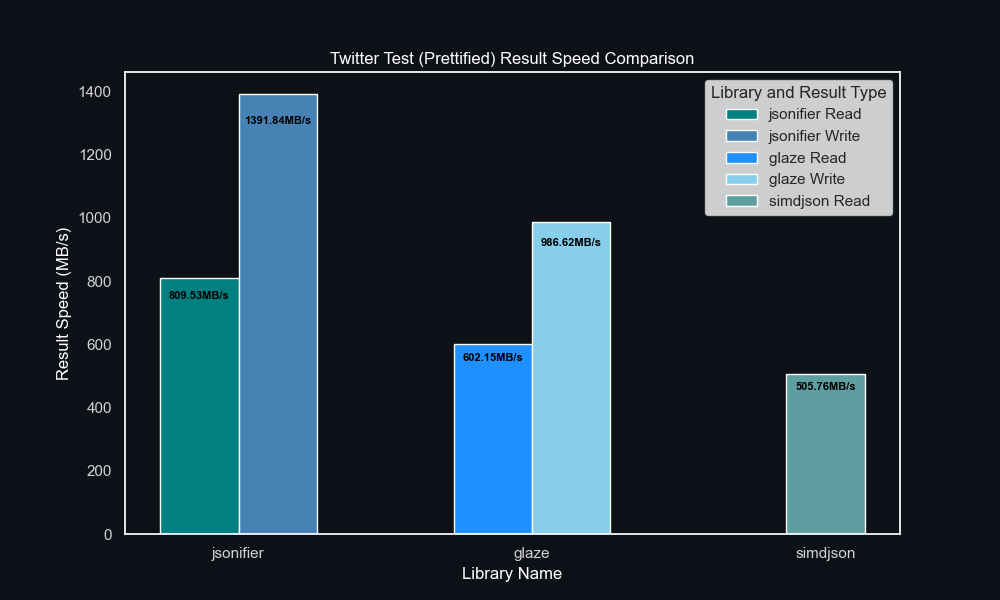 Twitter Test (Prettified) Result Speed Comparison
Result Speed (MB/s)
1400
1200
1000
800
600
400
200
0
1391.84MB/s
809.53MB/s
986.62MB/s
602.15MB/s
505.76MB/s
Library and Result Type
jsonifier Read
jsonifier Write
glaze Read
glaze Write
simdjson Read
jsonifier
glaze
simdjson
Library Name